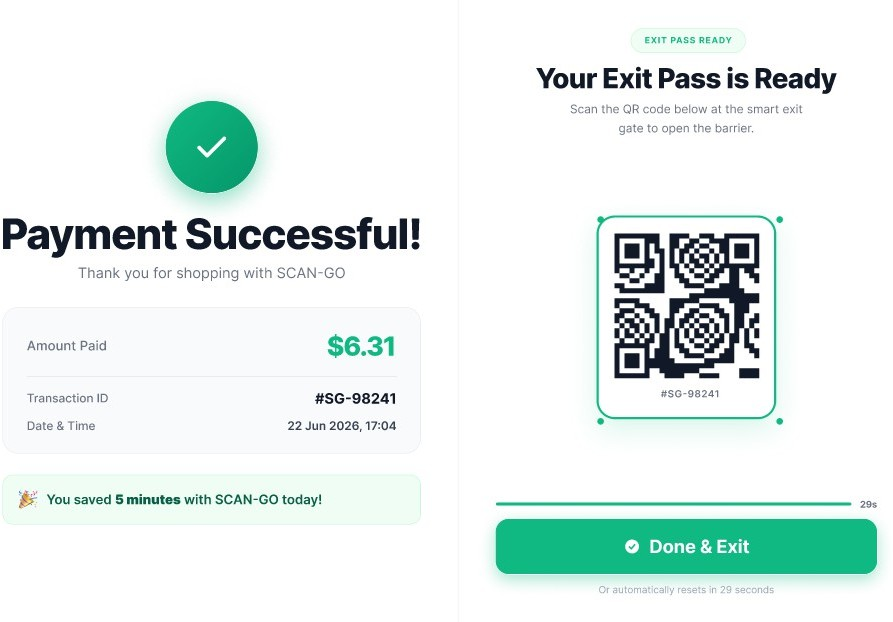 Payment Successful!
Thank you for shopping with SCAN-GO
Amount Paid $6.31
Transaction ID #SG-98241
Date & Time 22 Jun 2026, 17:04
🎉 You saved 5 minutes with SCAN-GO today!
EXIT PASS READY
Your Exit Pass is Ready
Scan the QR code below at the smart exit
gate to open the barrier.
#SG-98241
29s
Done & Exit
Or automatically resets in 29 seconds